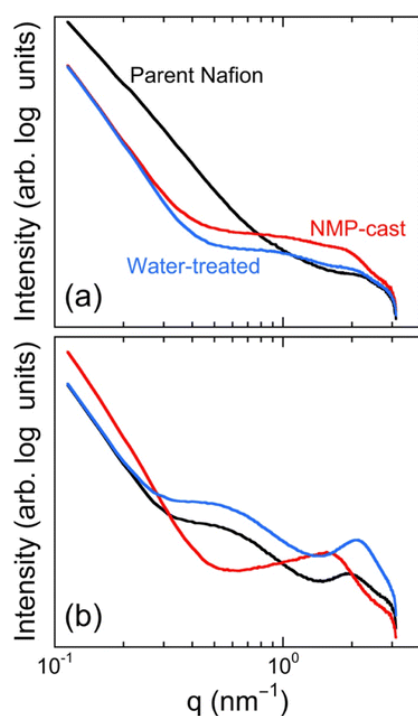 Intensity (arb. log units)
Parent Nafion
NMP-cast
Water-treated
(a)
Intensity (arb. log units)
(b)
10⁻¹ 10⁰
q (nm⁻¹)